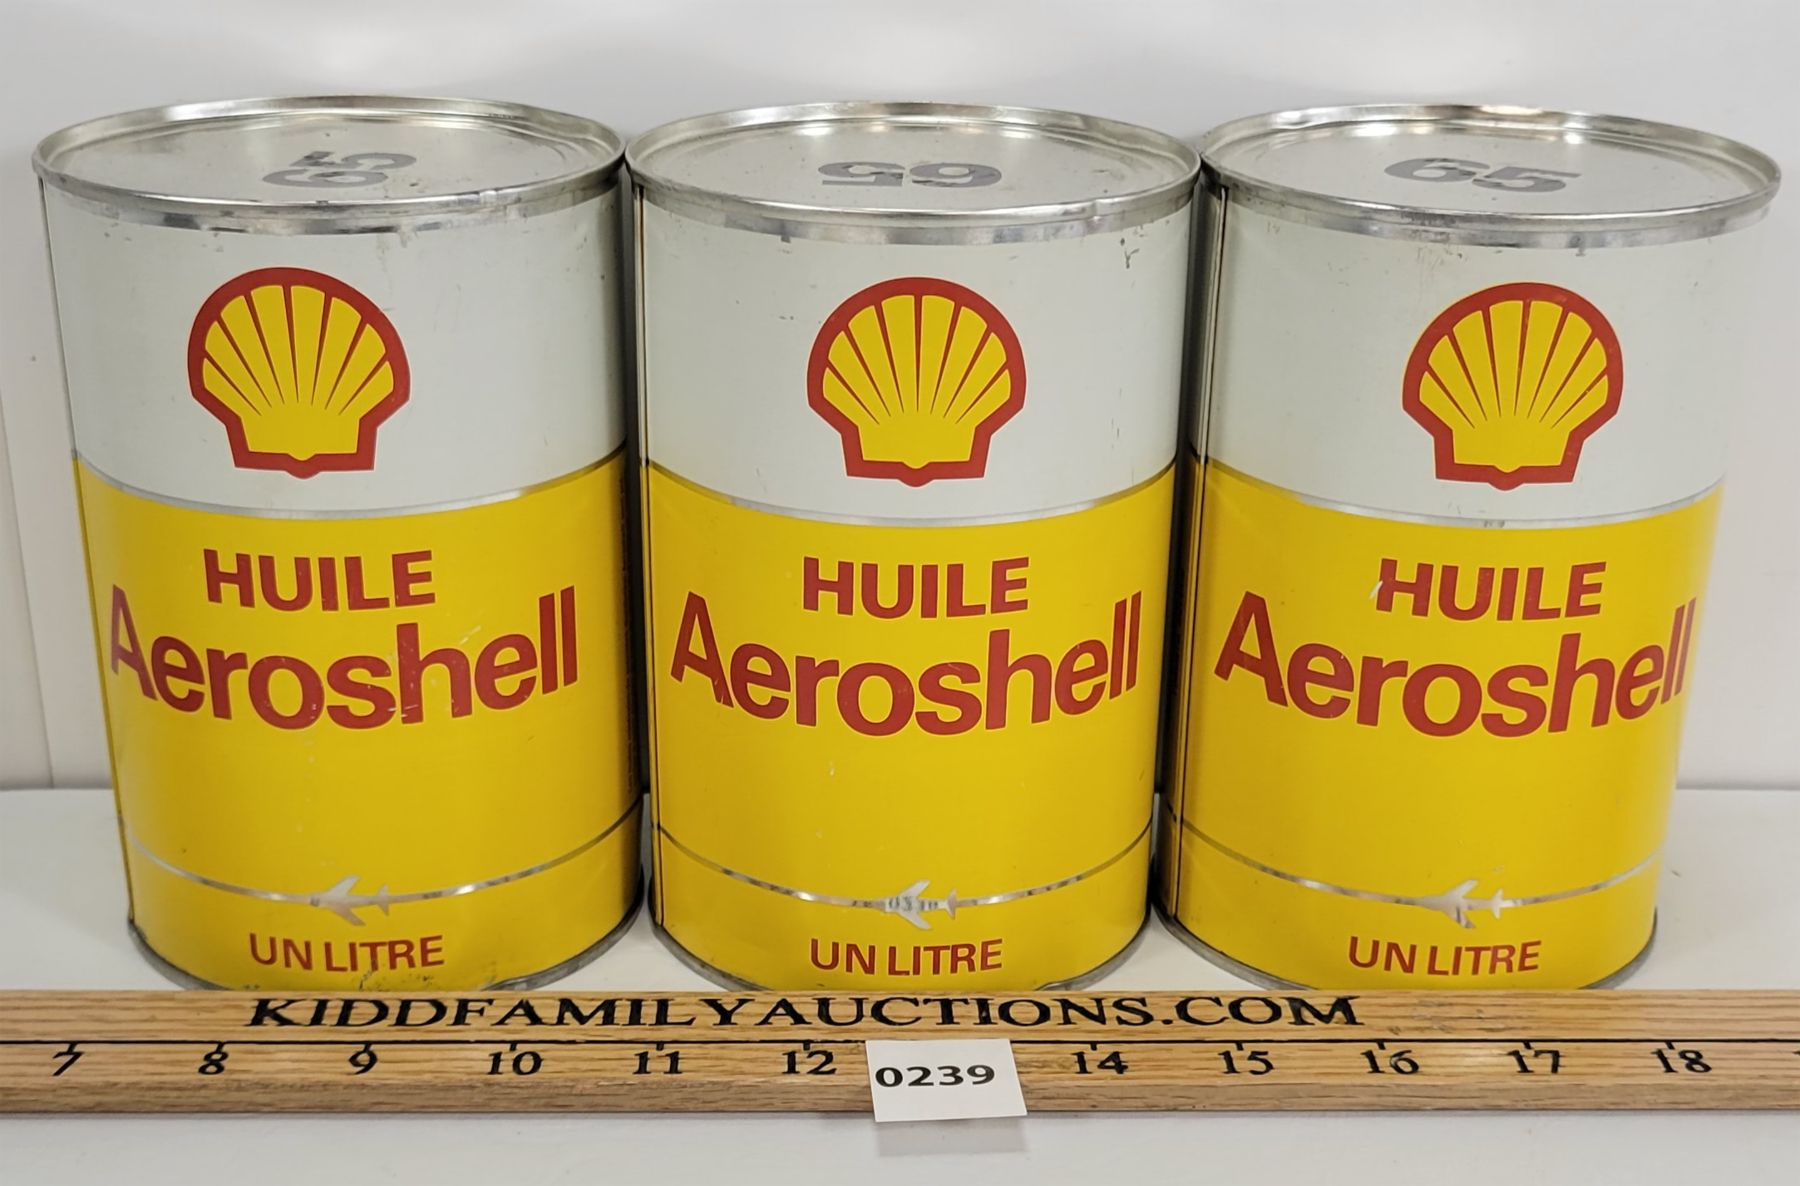 65
65
65
HUILE
Aeroshell
UN LITRE
HUILE
Aeroshell
UN LITRE
HUILE
Aeroshell
UN LITRE
KIDDFAMILYAUCTIONS.COM
7 8 9 10 11 12 14 15 16 17 18
0239